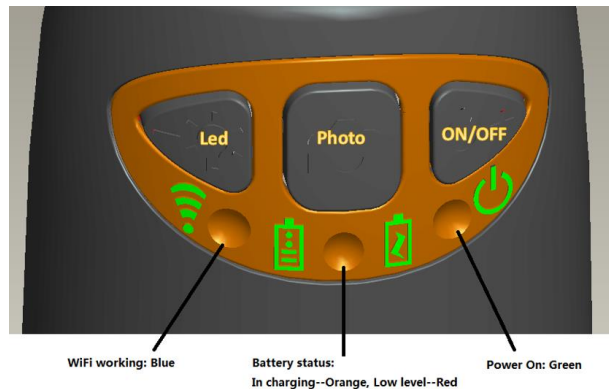 Led
Photo
ON/OFF
WiFi working: Blue
Battery status:
In charging--Orange, Low level--Red
Power On: Green